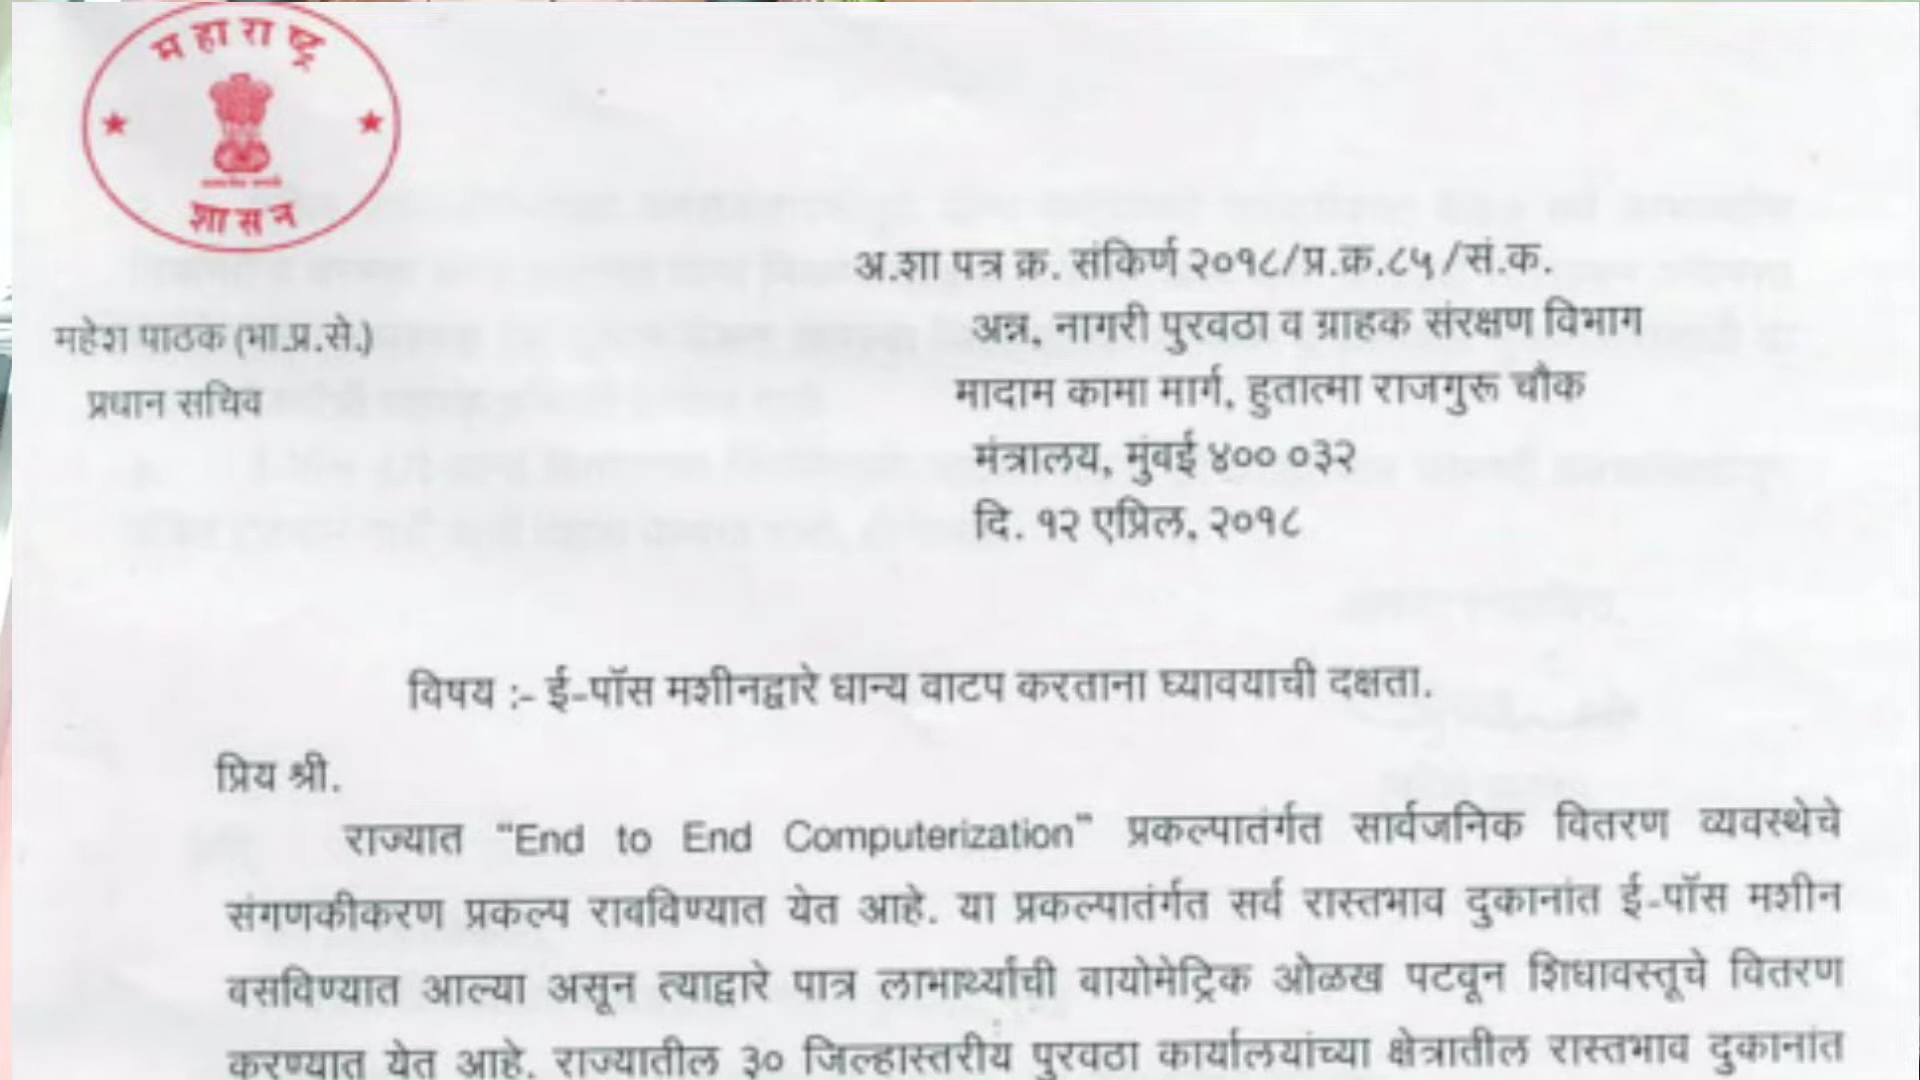 महाराष्ट्र
शासन
अ.शा पत्र क्र. संकिर्ण २०१८/प्र.क्र.८५/सं.क.
महेश पाठक (भा.प्र.से.)
प्रधान सचिव
अन्न, नागरी पुरवठा व ग्राहक संरक्षण विभाग
मादाम कामा मार्ग, हुतात्मा राजगुरू चौक
मंत्रालय, मुंबई ४०० ०३२
दि. १२ एप्रिल, २०१८
विषय :- ई-पॉस मशीनद्वारे धान्य वाटप करताना घ्यावयाची दक्षता.
प्रिय श्री.
राज्यात "End to End Computerization" प्रकल्पातंर्गत सार्वजनिक वितरण व्यवस्थेचे
संगणकीकरण प्रकल्प राबविण्यात येत आहे. या प्रकल्पातंर्गत सर्व रास्तभाव दुकानांत ई-पॉस मशीन
बसविण्यात आल्या असून त्याद्वारे पात्र लाभार्थ्यांची बायोमेट्रिक ओळख पटवून शिधावस्तूचे वितरण
करण्यात येत आहे. राज्यातील ३० जिल्हास्तरीय पुरवठा कार्यालयांच्या क्षेत्रातील रास्तभाव दुकानांत